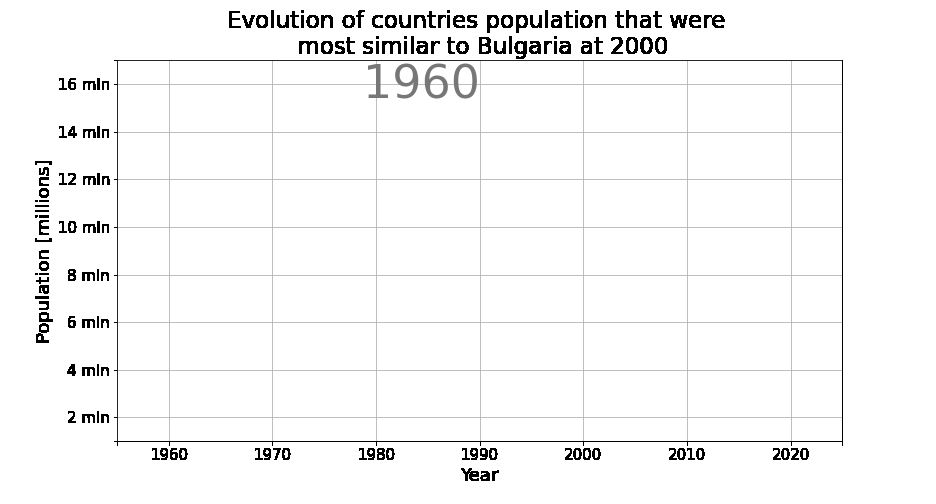 Evolution of countries population that were
most similar to Bulgaria at 2000
1960
16 mln
14 mln
12 mln
10 mln
8 mln
6 mln
4 mln
2 mln
Population [millions]
1960 1970 1980 1990 2000 2010 2020
Year